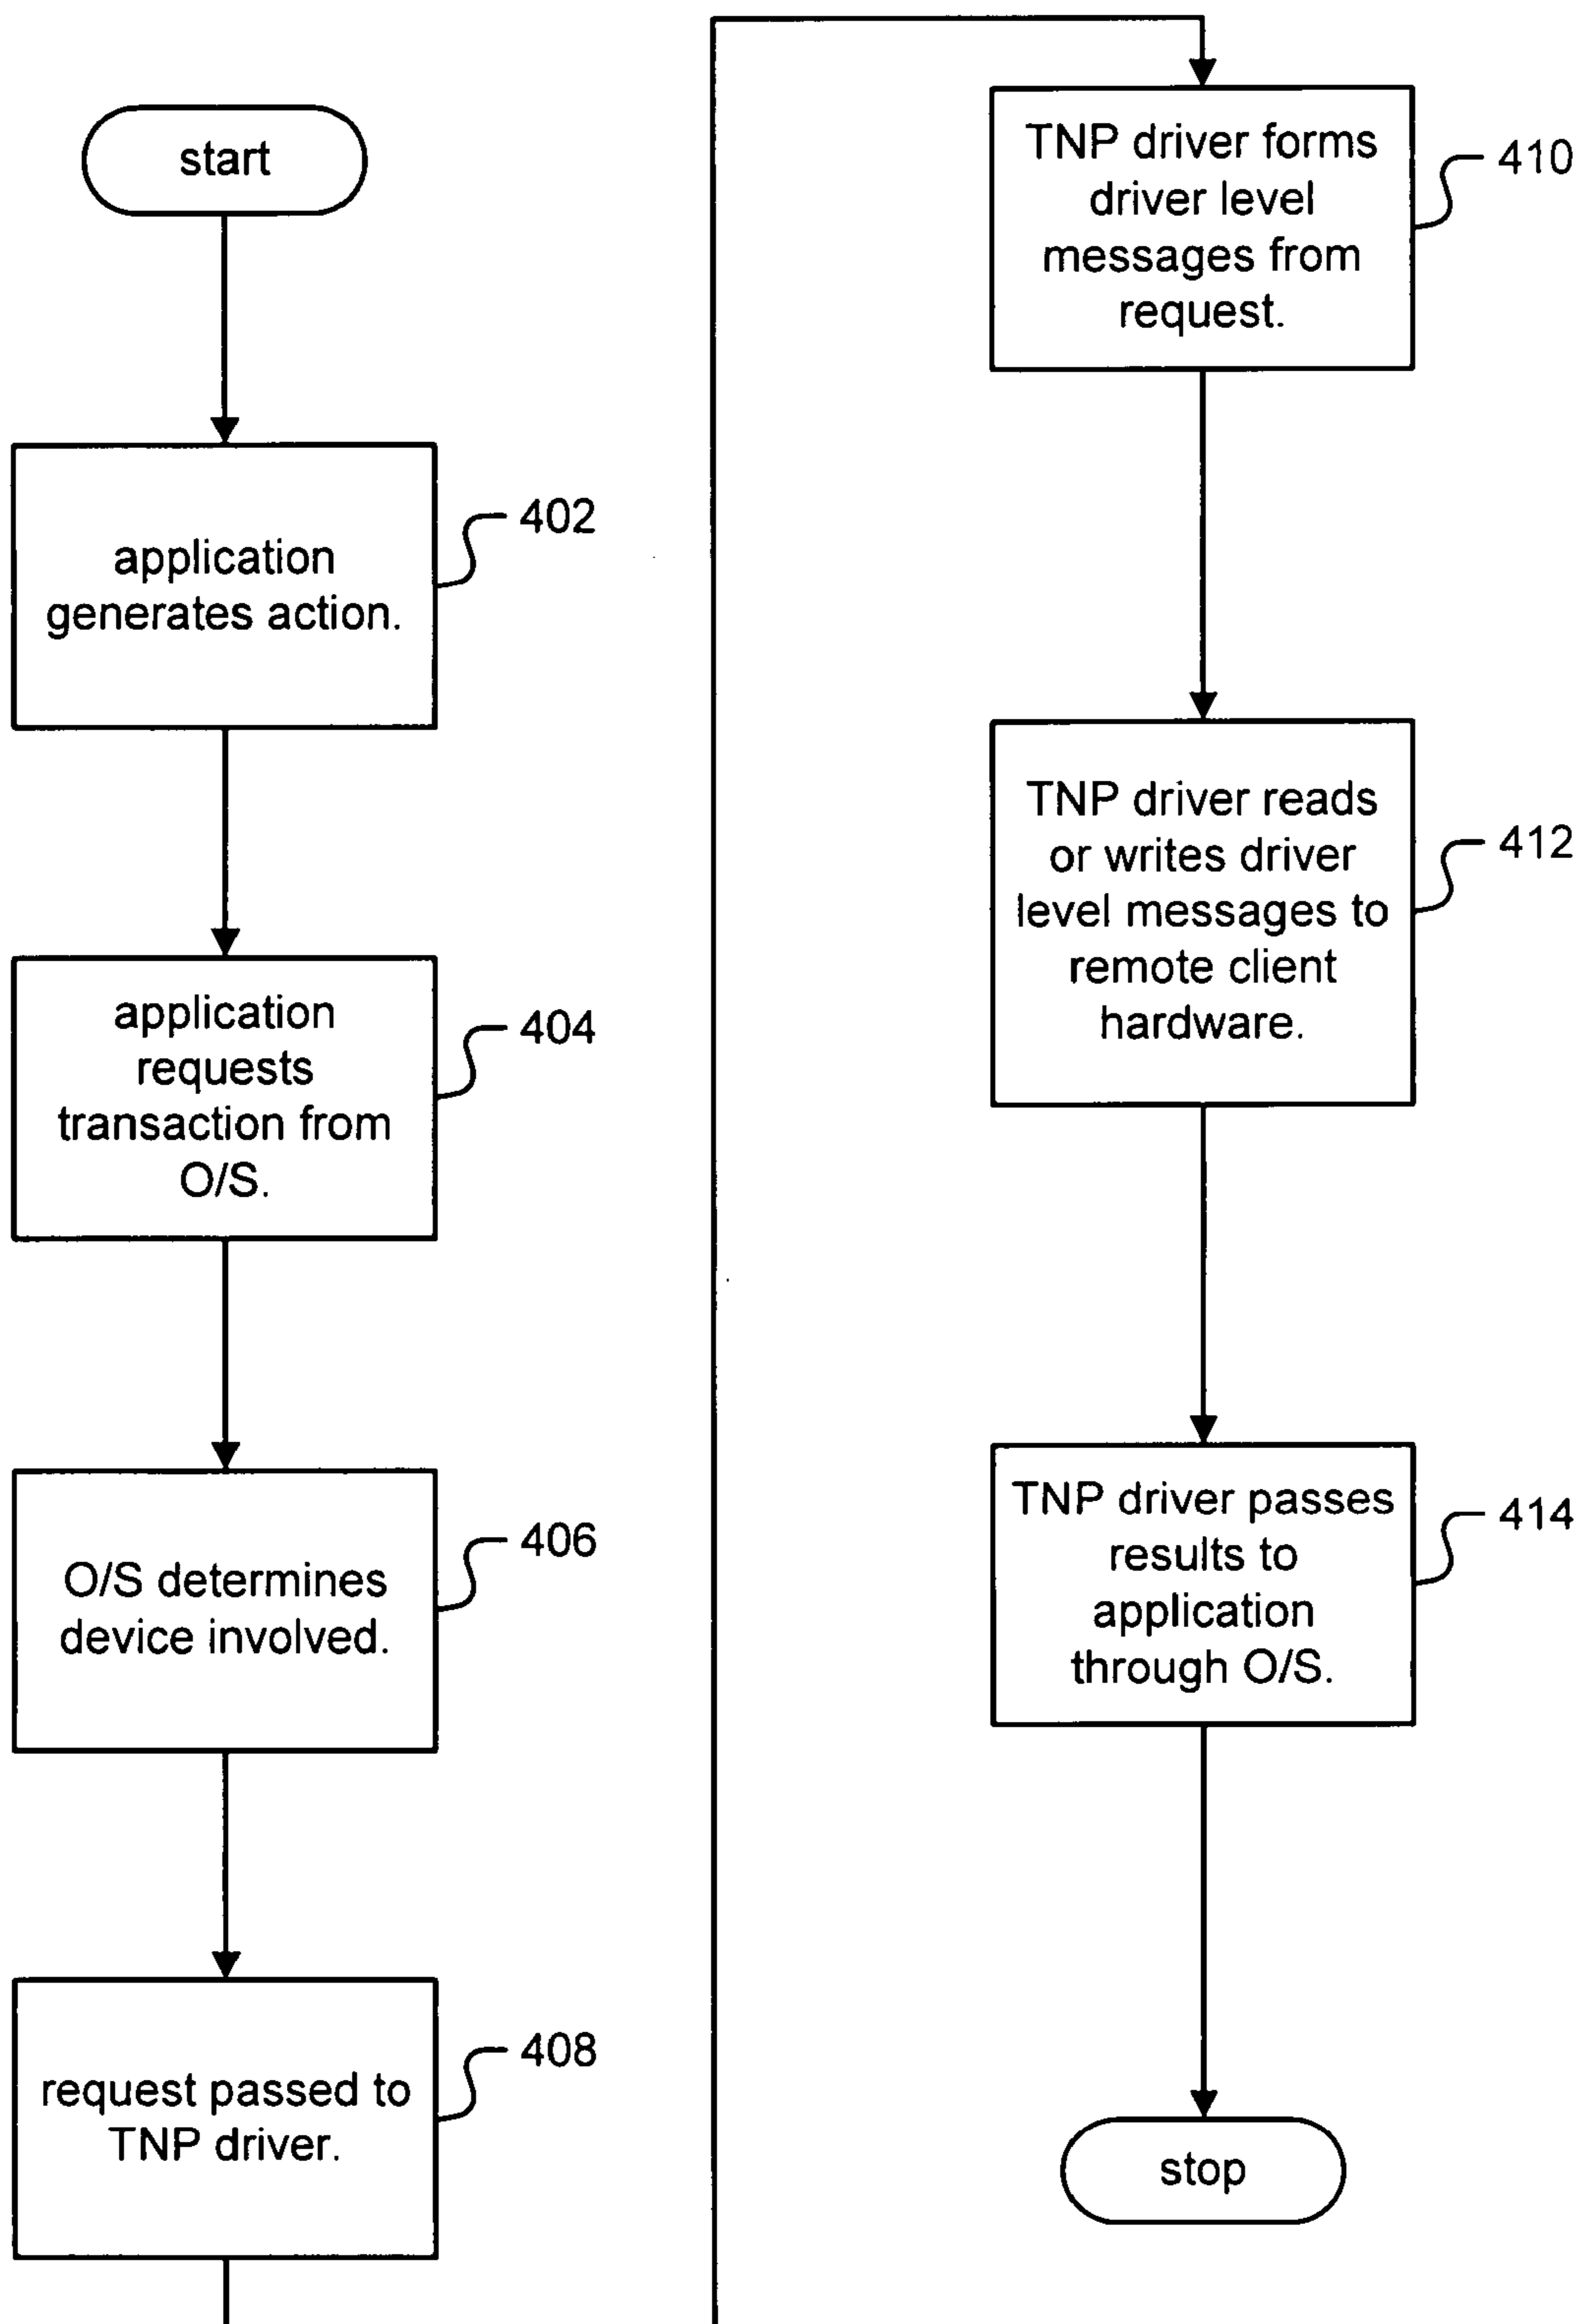 start
application
generates action.
402
application
requests
transaction from
O/S.
404
O/S determines
device involved.
406
request passed to
TNP driver.
408
TNP driver forms
driver level
messages from
request.
410
TNP driver reads
or writes driver
level messages to
remote client
hardware.
412
TNP driver passes
results to
application
through O/S.
414
stop